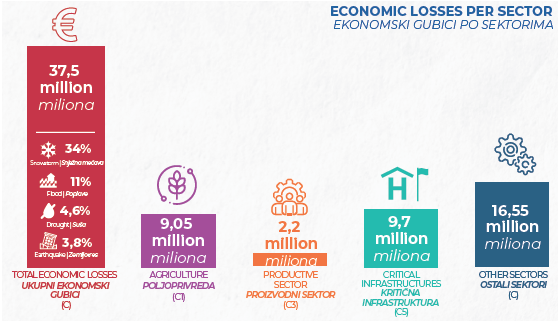 ECONOMIC LOSSES PER SECTOR
EKONOMSKI GUBICI PO SEKTORIMA
€
37,5
million
miliona
34%
Snowstorm | Snježna mećava
11%
Flood | Poplave
4,6%
Drought | Suša
3,8%
Earthquake | Zemljotres
TOTAL ECONOMIC LOSSES
UKUPNI EKONOMSKI
GUBICI
(C)
9,05
million
miliona
AGRICULTURE
POLJOPRIVREDA
(C1)
2,2
million
miliona
PRODUCTIVE
SECTOR
PROIZVODNI SEKTOR
(C3)
H
9,7
million
miliona
CRITICAL
INFRASTRUCTURES
KRITIČNA
INFRASTRUKTURA
(C5)
16,55
million
miliona
OTHER SECTORS
OSTALI SEKTORI
(C)